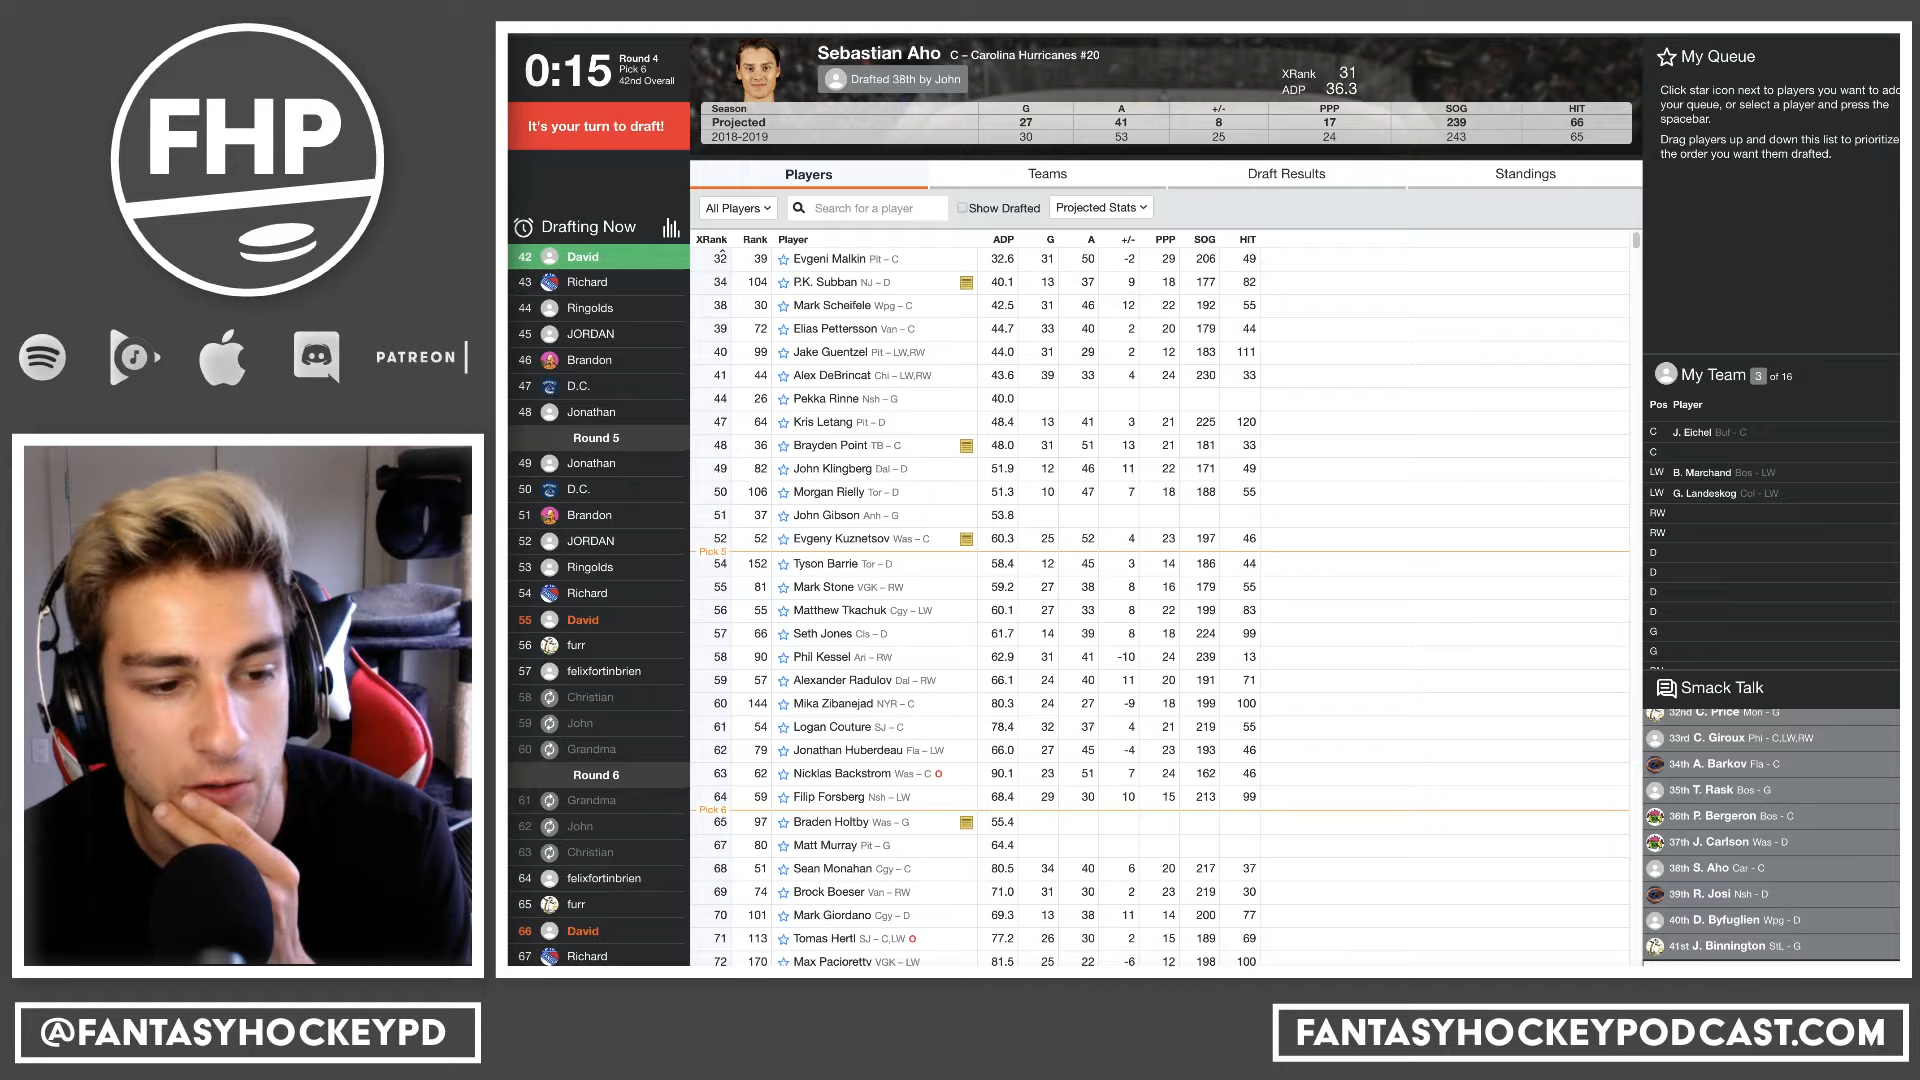 FHP
PATREON
@FANTASYHOCKEYPD
FANTASYHOCKEYPODCAST.COM
0:15
Round 4
Pick 6
42nd Overall
It's your turn to draft!
Sebastian Aho C – Carolina Hurricanes #20
Drafted 38th by John
XRank 31
ADP 36.3
Season G A +/- PPP SOG HIT
Projected 27 41 8 17 239 66
2018-2019 30 53 25 24 243 65
Drafting Now
42 David
43 Richard
44 Ringolds
45 JORDAN
46 Brandon
47 D.C.
48 Jonathan
Round 5
49 Jonathan
50 D.C.
51 Brandon
52 JORDAN
53 Ringolds
54 Richard
55 David
56 furr
57 felixfortinbrien
58 Christian
59 John
60 Grandma
Round 6
61 Grandma
62 John
63 Christian
64 felixfortinbrien
65 furr
66 David
67 Richard
Players Teams Draft Results Standings
All Players Search for a player Show Drafted Projected Stats
XRank Rank Player ADP G A +/- PPP SOG HIT
32 39 Evgeni Malkin Pit – C 32.6 31 50 -2 29 206 49
34 104 P.K. Subban NJ – D 40.1 13 37 9 18 177 82
38 30 Mark Scheifele Wpg – C 42.5 31 46 12 22 192 55
39 72 Elias Pettersson Van – C 44.7 33 40 2 20 179 44
40 99 Jake Guentzel Pit – LW,RW 44.0 31 29 2 12 183 111
41 44 Alex DeBrincat Chi – LW,RW 43.6 39 33 4 24 230 33
44 26 Pekka Rinne Nsh – G 40.0
47 64 Kris Letang Pit – D 48.4 13 41 3 21 225 120
48 36 Brayden Point TB – C 48.0 31 51 13 21 181 33
49 82 John Klingberg Dal – D 51.9 12 46 11 22 171 49
50 106 Morgan Rielly Tor – D 51.3 10 47 7 18 188 55
51 37 John Gibson Anh – G 53.8
52 52 Evgeny Kuznetsov Was – C 60.3 25 52 4 23 197 46
Pick 5
54 152 Tyson Barrie Tor – D 58.4 12 45 3 14 186 44
55 81 Mark Stone VGK – RW 59.2 27 38 8 16 179 55
56 55 Matthew Tkachuk Cgy – LW 60.1 27 33 8 22 199 83
57 66 Seth Jones Cls – D 61.7 14 39 8 18 224 99
58 90 Phil Kessel Ari – RW 62.9 31 41 -10 24 239 13
59 57 Alexander Radulov Dal – RW 66.1 24 40 11 20 191 71
60 144 Mika Zibanejad NYR – C 80.3 24 27 -9 18 199 100
61 54 Logan Couture SJ – C 78.4 32 37 4 21 219 55
62 79 Jonathan Huberdeau Fla – LW 66.0 27 45 -4 23 193 46
63 62 Nicklas Backstrom Was – C O 90.1 23 51 7 24 162 46
64 59 Filip Forsberg Nsh – LW 68.4 29 30 10 15 213 99
Pick 6
65 97 Braden Holtby Was – G 55.4
67 80 Matt Murray Pit – G 64.4
68 51 Sean Monahan Cgy – C 80.5 34 40 6 20 217 37
69 74 Brock Boeser Van – RW 71.0 31 30 2 23 219 30
70 101 Mark Giordano Cgy – D 69.3 13 38 11 14 200 77
71 113 Tomas Hertl SJ – C,LW O 77.2 26 30 2 15 189 69
72 170 Max Pacioretty VGK – LW 81.5 25 22 -6 12 198 100
My Queue
Click star icon next to players you want to add
your queue, or select a player and press the
spacebar.
Drag players up and down this list to prioritize
the order you want them drafted.
My Team 3 of 16
Pos Player
C J. Eichel Buf - C
C
LW B. Marchand Bos - LW
LW G. Landeskog Col - LW
RW
RW
D
D
D
D
G
G
Smack Talk
32nd C. Price Mon - G
33rd C. Giroux Phi - C,LW,RW
34th A. Barkov Fla - C
35th T. Rask Bos - G
36th P. Bergeron Bos - C
37th J. Carlson Was - D
38th S. Aho Car - C
39th R. Josi Nsh - D
40th D. Byfuglien Wpg - D
41st J. Binnington StL - G